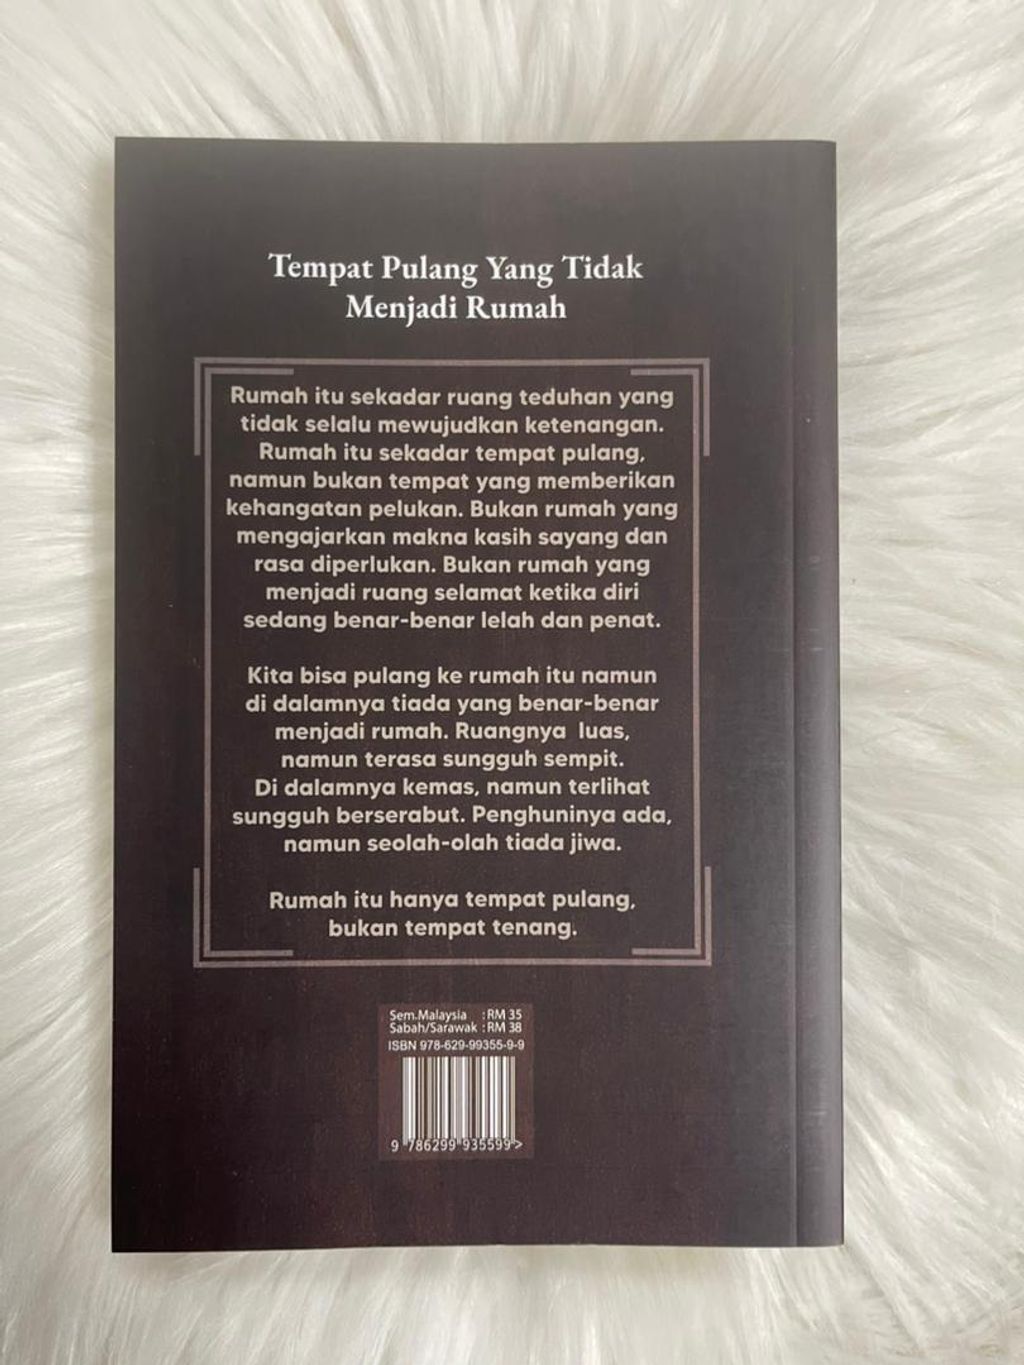 Tempat Pulang Yang Tidak
Menjadi Rumah
Rumah itu sekadar ruang teduhan yang
tidak selalu mewujudkan ketenangan.
Rumah itu sekadar tempat pulang,
namun bukan tempat yang memberikan
kehangatan pelukan. Bukan rumah yang
mengajarkan makna kasih sayang dan
rasa diperlukan. Bukan rumah yang
menjadi ruang selamat ketika diri
sedang benar-benar lelah dan penat.
Kita bisa pulang ke rumah itu namun
di dalamnya tiada yang benar-benar
menjadi rumah. Ruangnya  luas,
namun terasa sungguh sempit.
Di dalamnya kemas, namun terlihat
sungguh berserabut. Penghuninya ada,
namun seolah-olah tiada jiwa.
Rumah itu hanya tempat pulang,
bukan tempat tenang.
Sem.Malaysia : RM 35
Sabah/Sarawak : RM 38
ISBN 978-629-99355-9-9
9 786299 935599 >